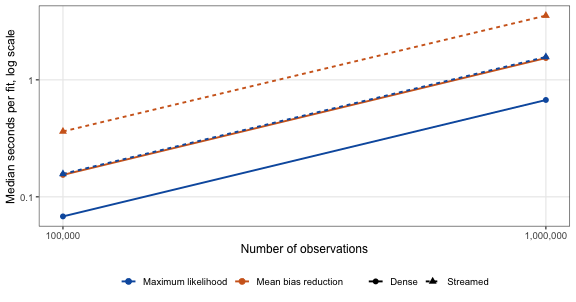 Median seconds per fit, log scale
1
0.1
100,000
1,000,000
Number of observations
Maximum likelihood
Mean bias reduction
Dense
Streamed